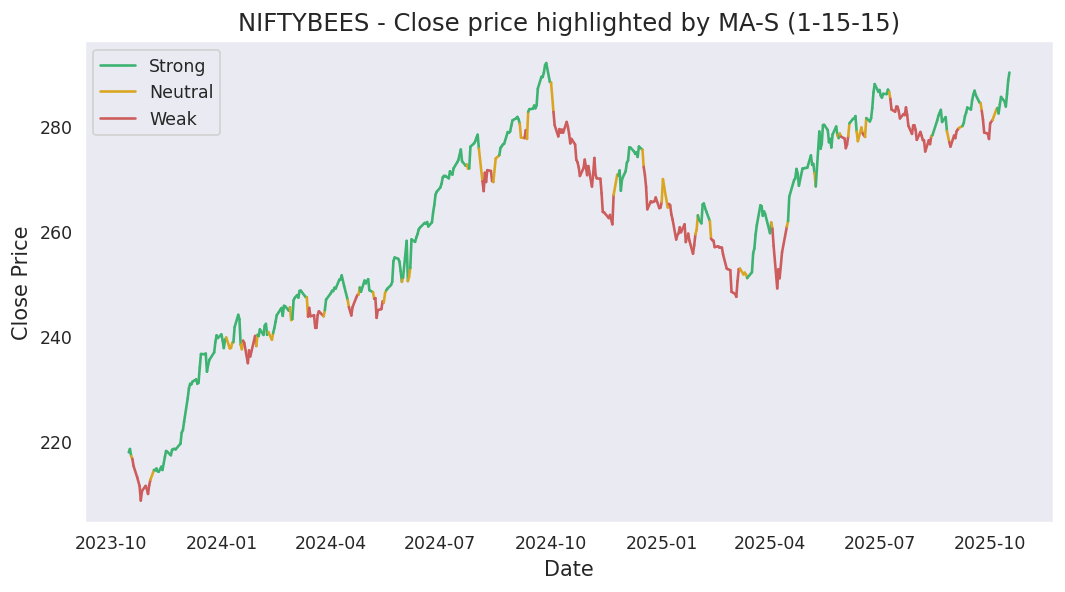 NIFTYBEES - Close price highlighted by MA-S (1-15-15)
Strong
Neutral
Weak
Close Price
280
260
240
220
2023-10 2024-01 2024-04 2024-07 2024-10 2025-01 2025-04 2025-07 2025-10
Date